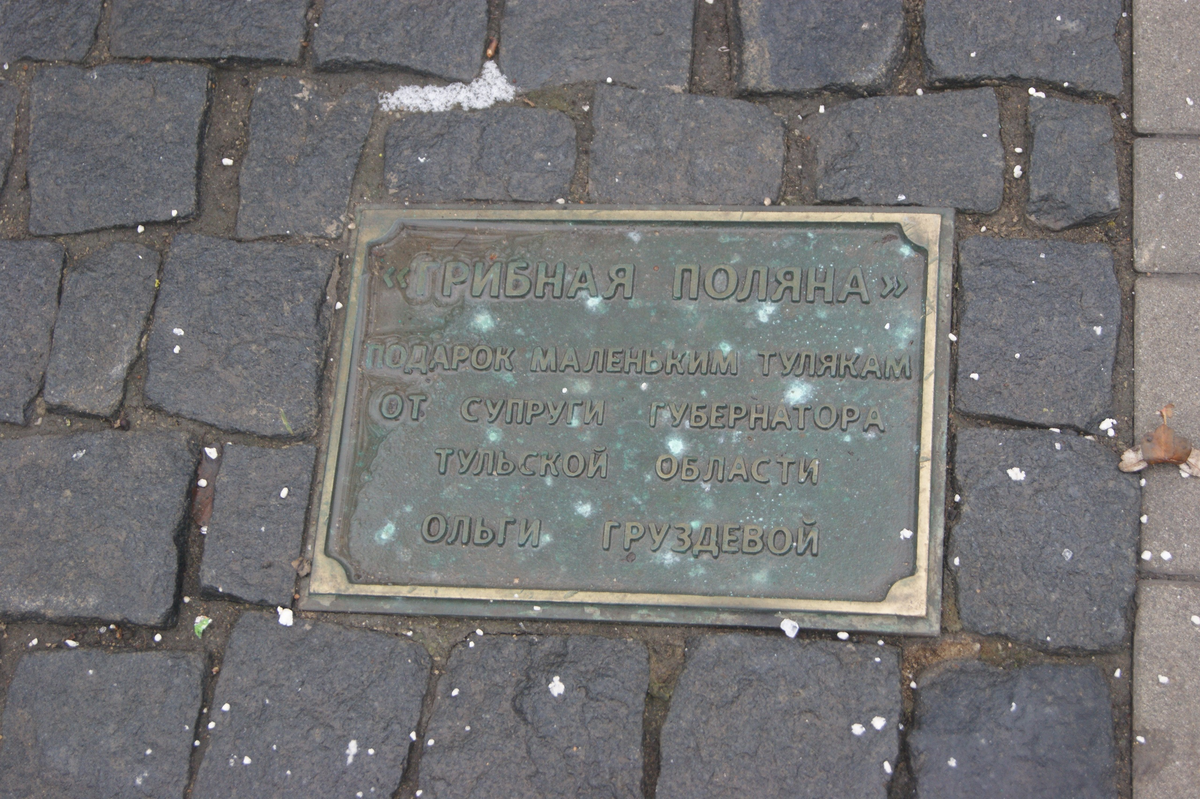 «ГРИБНАЯ ПОЛЯНА»
ПОДАРОК МАЛЕНЬКИМ ТУЛЯКАМ
ОТ СУПРУГИ ГУБЕРНАТОРА
ТУЛЬСКОЙ ОБЛАСТИ
ОЛЬГИ ГРУЗДЕВОЙ